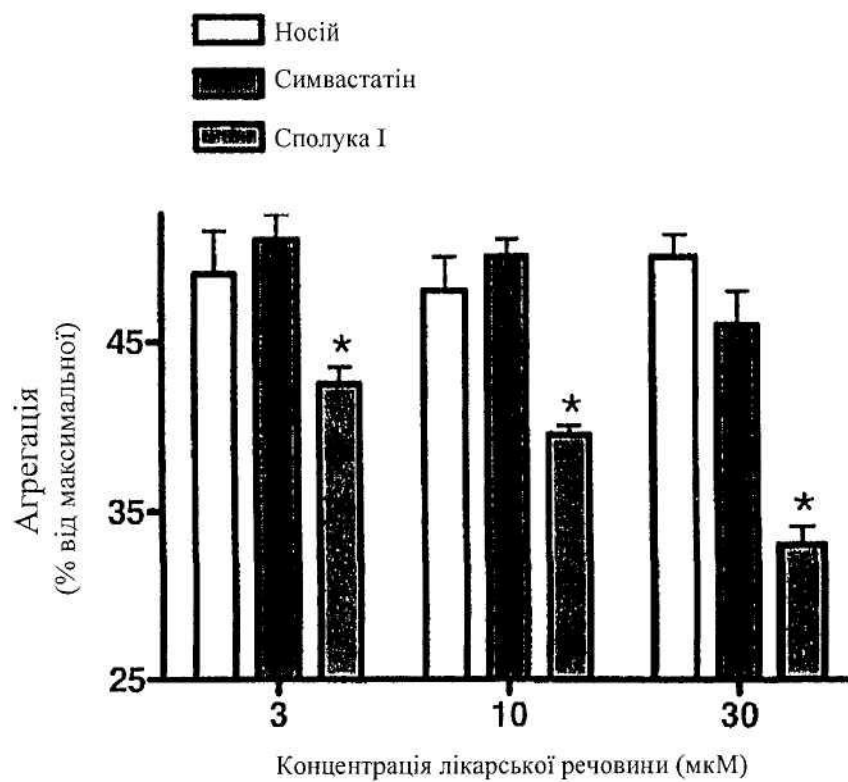 Носій
Симвастатін
Сполука I
*
*
*
45
35
25
Агрегація
(% від максимальної)
3 10 30
Концентрація лікарської речовини (мкМ)